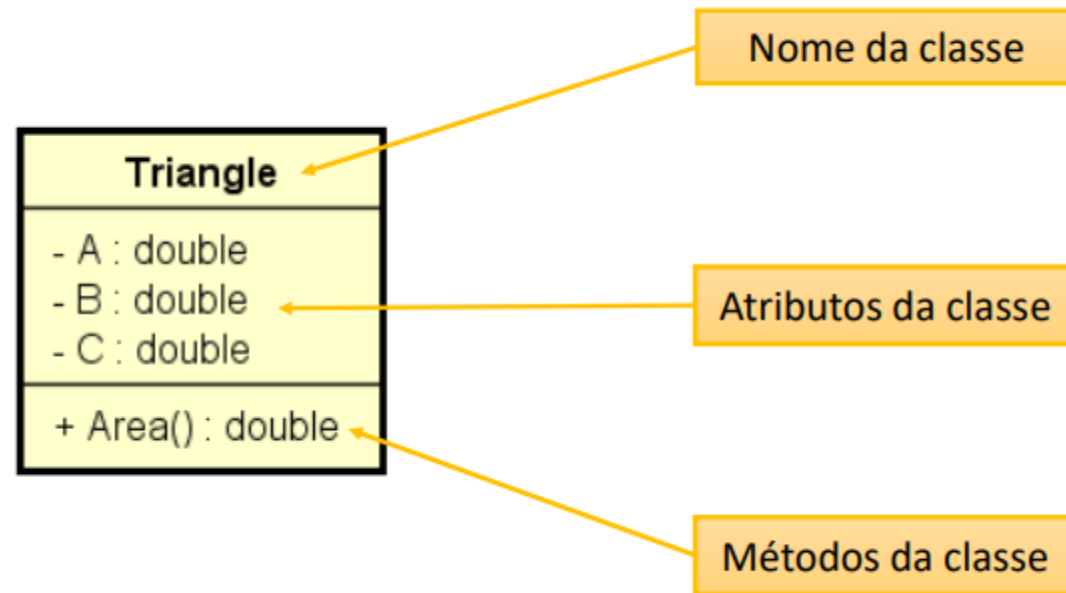 Nome da classe
Triangle
- A : double
- B : double
- C : double
Atributos da classe
+ Area() : double
Métodos da classe